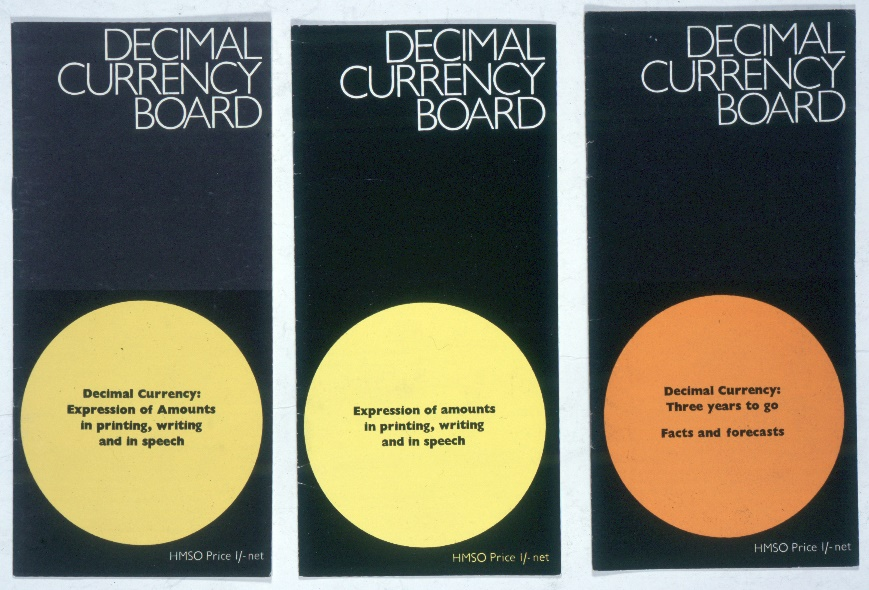 DECIMAL
CURRENCY
BOARD
Decimal Currency:
Expression of Amounts
in printing, writing
and in speech
HMSO Price 1/- net
DECIMAL
CURRENCY
BOARD
Expression of amounts
in printing, writing
and in speech
HMSO Price 1/- net
DECIMAL
CURRENCY
BOARD
Decimal Currency:
Three years to go
Facts and forecasts
HMSO Price 1/- net